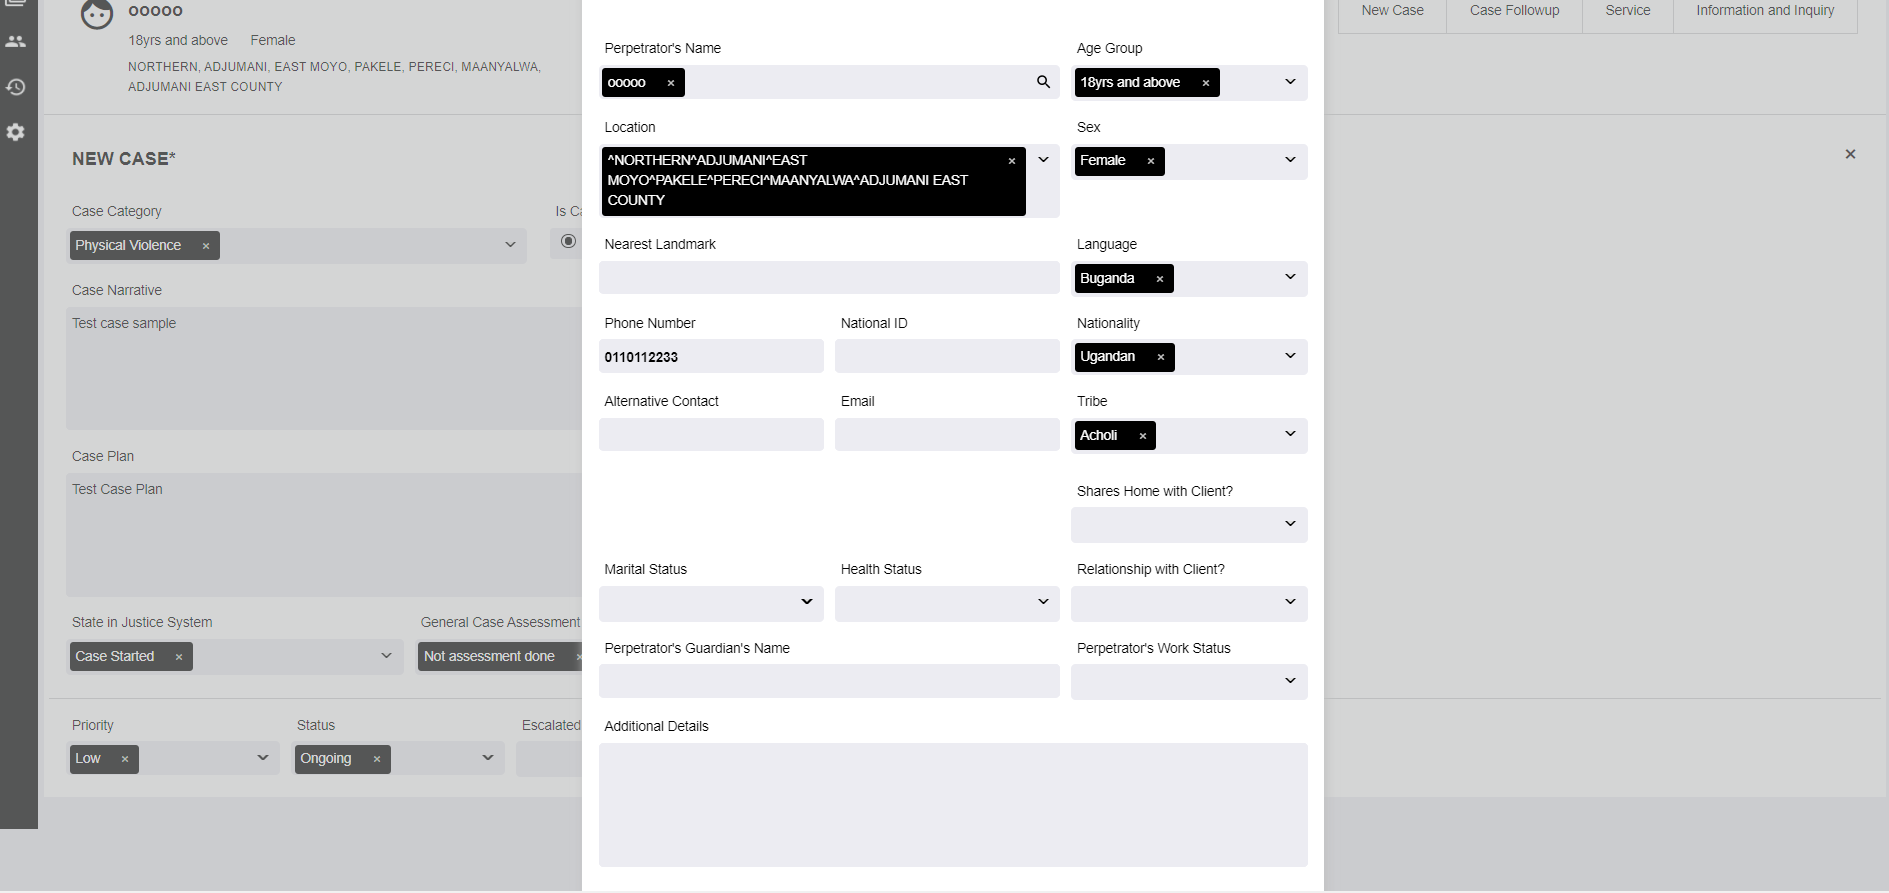 ooooo
18yrs and above Female
NORTHERN, ADJUMANI, EAST MOYO, PAKELE, PERECI, MAANYALWA,
ADJUMANI EAST COUNTY
New Case Case Followup Service Information and Inquiry
NEW CASE*
Case Category
Is Ca
Physical Violence ×
Case Narrative
Test case sample
Case Plan
Test Case Plan
State in Justice System General Case Assessment
Case Started × Not assessment done ×
Priority Status Escalated
Low × Ongoing ×
Perpetrator's Name Age Group
ooooo × 18yrs and above ×
Location Sex
^NORTHERN^ADJUMANI^EAST ×
MOYO^PAKELE^PERECI^MAANYALWA^ADJUMANI EAST
COUNTY
Female ×
Nearest Landmark Language
Buganda ×
Phone Number National ID Nationality
0110112233 Ugandan ×
Alternative Contact Email Tribe
Acholi ×
Shares Home with Client?
Marital Status Health Status Relationship with Client?
Perpetrator's Guardian's Name Perpetrator's Work Status
Additional Details